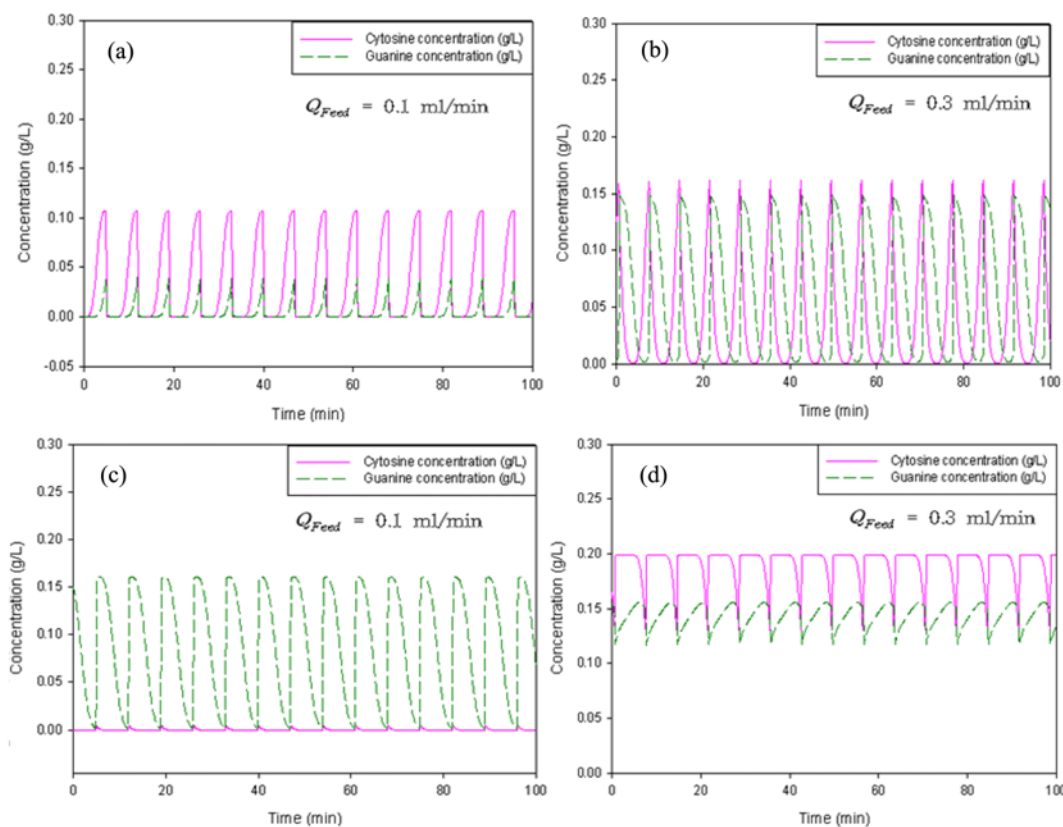 (a)
Cytosine concentration (g/L)
Guanine concentration (g/L)
Q_Feed = 0.1 ml/min
Concentration (g/L)
0.30
0.25
0.20
0.15
0.10
0.05
0.00
-0.05
0 20 40 60 80 100
Time (min)
(b)
Cytosine concentration (g/L)
Guanine concentration (g/L)
Q_Feed = 0.3 ml/min
Concentration (g/L)
0.30
0.25
0.20
0.15
0.10
0.05
0.00
0 20 40 60 80 100
Time (min)
(c)
Cytosine concentration (g/L)
Guanine concentration (g/L)
Q_Feed = 0.1 ml/min
Concentration (g/L)
0.30
0.25
0.20
0.15
0.10
0.05
0.00
0 20 40 60 80 100
Time (min)
(d)
Cytosine concentration (g/L)
Guanine concentration (g/L)
Q_Feed = 0.3 ml/min
Concentration (g/L)
0.30
0.25
0.20
0.15
0.10
0.05
0.00
0 20 40 60 80 100
Time (min)